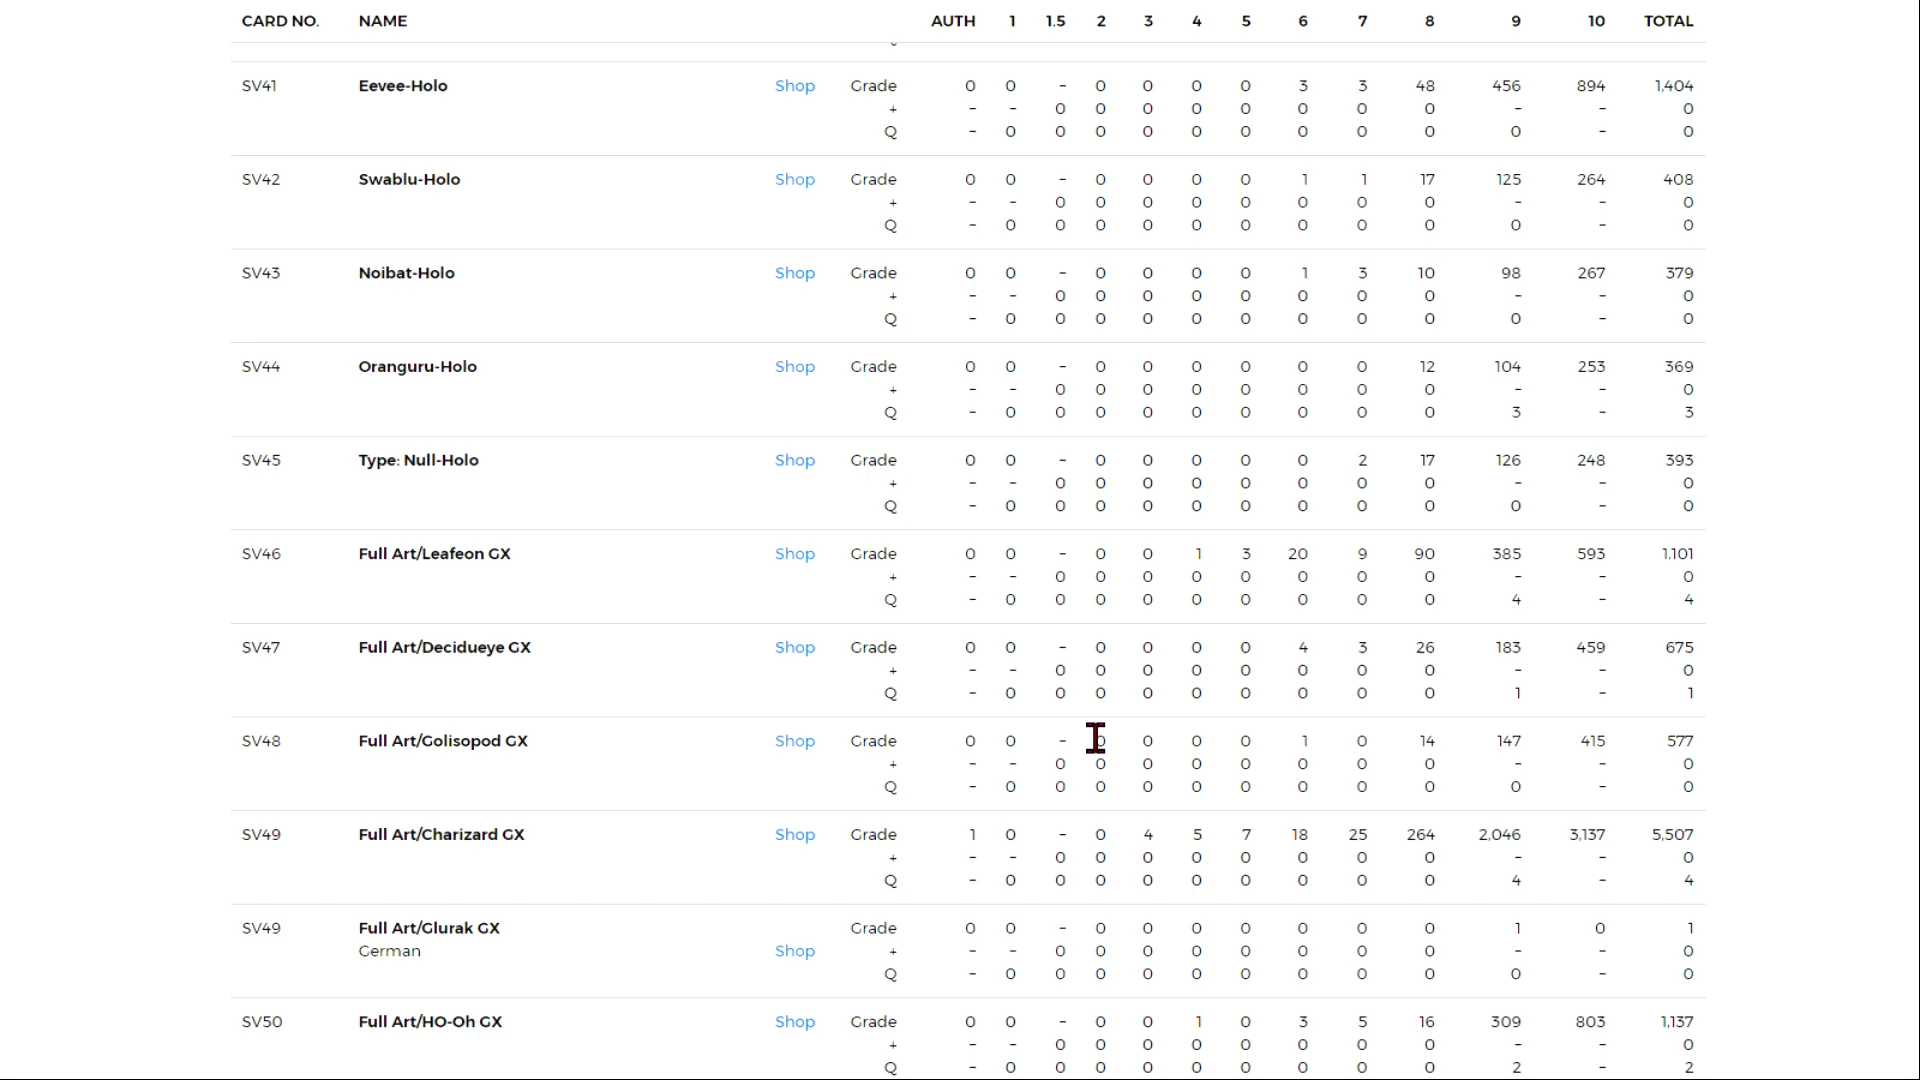 CARD NO. NAME AUTH 1 1.5 2 3 4 5 6 7 8 9 10 TOTAL
SV41 Eevee-Holo Shop Grade 0 0 - 0 0 0 0 3 3 48 456 894 1,404
+ - - 0 0 0 0 0 0 0 0 - - 0
Q - 0 0 0 0 0 0 0 0 0 0 - 0
SV42 Swablu-Holo Shop Grade 0 0 - 0 0 0 0 1 1 17 125 264 408
+ - - 0 0 0 0 0 0 0 0 - - 0
Q - 0 0 0 0 0 0 0 0 0 0 - 0
SV43 Noibat-Holo Shop Grade 0 0 - 0 0 0 0 1 3 10 98 267 379
+ - - 0 0 0 0 0 0 0 0 - - 0
Q - 0 0 0 0 0 0 0 0 0 0 - 0
SV44 Oranguru-Holo Shop Grade 0 0 - 0 0 0 0 0 0 12 104 253 369
+ - - 0 0 0 0 0 0 0 0 - - 0
Q - 0 0 0 0 0 0 0 0 0 3 - 3
SV45 Type: Null-Holo Shop Grade 0 0 - 0 0 0 0 0 2 17 126 248 393
+ - - 0 0 0 0 0 0 0 0 - - 0
Q - 0 0 0 0 0 0 0 0 0 0 - 0
SV46 Full Art/Leafeon GX Shop Grade 0 0 - 0 0 1 3 20 9 90 385 593 1,101
+ - - 0 0 0 0 0 0 0 0 - - 0
Q - 0 0 0 0 0 0 0 0 0 4 - 4
SV47 Full Art/Decidueye GX Shop Grade 0 0 - 0 0 0 0 4 3 26 183 459 675
+ - - 0 0 0 0 0 0 0 0 - - 0
Q - 0 0 0 0 0 0 0 0 0 1 - 1
SV48 Full Art/Golisopod GX Shop Grade 0 0 - 0 0 0 0 1 0 14 147 415 577
+ - - 0 0 0 0 0 0 0 0 - - 0
Q - 0 0 0 0 0 0 0 0 0 0 - 0
SV49 Full Art/Charizard GX Shop Grade 1 0 - 0 4 5 7 18 25 264 2,046 3,137 5,507
+ - - 0 0 0 0 0 0 0 0 - - 0
Q - 0 0 0 0 0 0 0 0 0 4 - 4
SV49 Full Art/Glurak GX Grade 0 0 - 0 0 0 0 0 0 0 1 0 1
German Shop + - - 0 0 0 0 0 0 0 0 - - 0
Q - 0 0 0 0 0 0 0 0 0 0 - 0
SV50 Full Art/HO-Oh GX Shop Grade 0 0 - 0 0 1 0 3 5 16 309 803 1,137
+ - - 0 0 0 0 0 0 0 0 - - 0
Q - 0 0 0 0 0 0 0 0 0 2 - 2